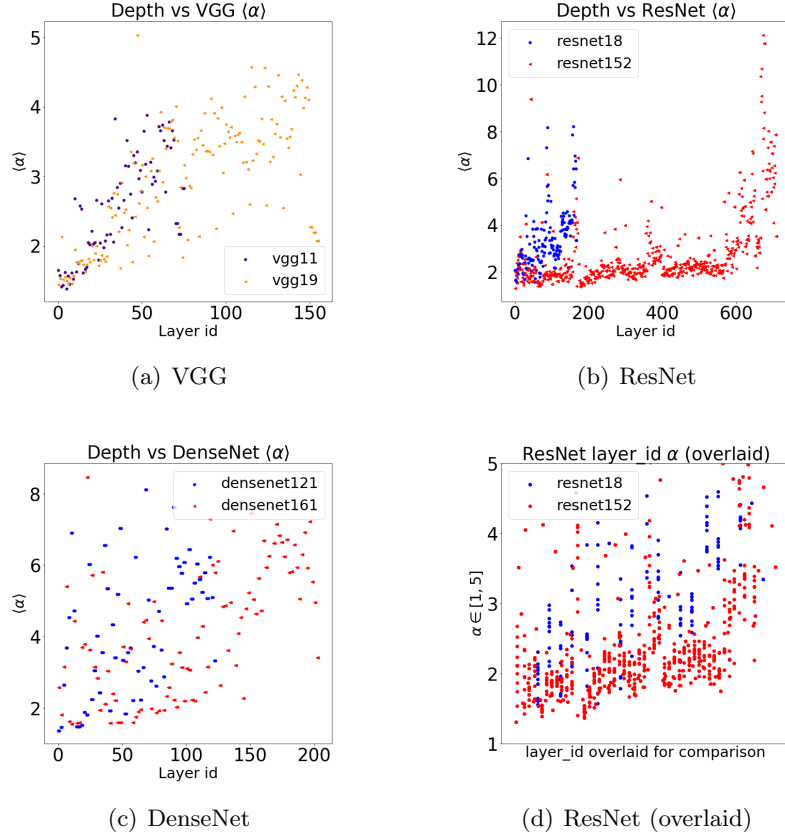 Depth vs VGG ⟨α⟩
5
4
3
2
⟨α⟩
vgg11
vgg19
0 50 100 150
Layer id
(a) VGG
Depth vs ResNet ⟨α⟩
12
10
8
6
4
2
⟨α⟩
resnet18
resnet152
0 200 400 600
Layer id
(b) ResNet
Depth vs DenseNet ⟨α⟩
8
6
4
2
⟨α⟩
densenet121
densenet161
0 50 100 150 200
Layer id
(c) DenseNet
ResNet layer_id α (overlaid)
5
4
3
2
1
α ∈ [1, 5]
resnet18
resnet152
layer_id overlaid for comparison
(d) ResNet (overlaid)